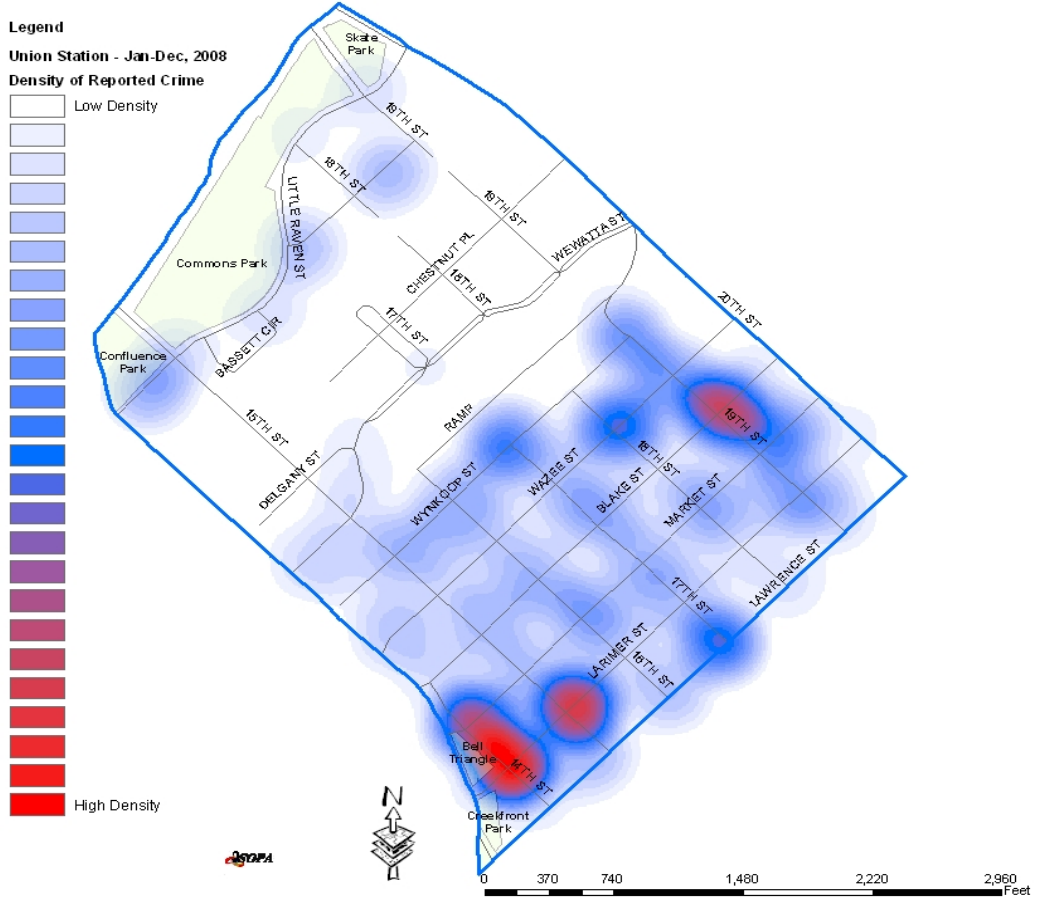 Legend
Union Station - Jan-Dec, 2008
Density of Reported Crime
Low Density
High Density
Skate
Park
19TH ST
18TH ST
LITTLE RAVEN ST
19TH ST
WEWATTA ST
Commons Park
CHESTNUT PL
18TH ST
17TH ST
20TH ST
BASSETT CIR
Confluence
Park
15TH ST
RAMP
19TH ST
DELGANY ST
WYNKOOP ST
WAZEE ST
18TH ST
BLAKE ST
MARKET ST
17TH ST
LAWRENCE ST
LARIMER ST
16TH ST
Bell
Triangle
14TH ST
Creekfront
Park
N
0 370 740 1,480 2,220 2,960
Feet